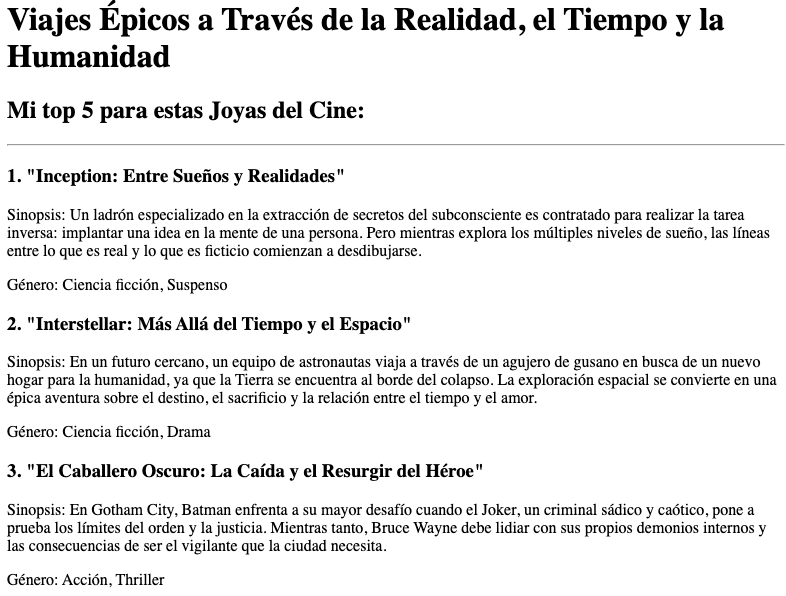 Viajes Épicos a Través de la Realidad, el Tiempo y la
Humanidad
Mi top 5 para estas Joyas del Cine:
1. "Inception: Entre Sueños y Realidades"
Sinopsis: Un ladrón especializado en la extracción de secretos del subconsciente es contratado para realizar la tarea
inversa: implantar una idea en la mente de una persona. Pero mientras explora los múltiples niveles de sueño, las líneas
entre lo que es real y lo que es ficticio comienzan a desdibujarse.
Género: Ciencia ficción, Suspenso
2. "Interstellar: Más Allá del Tiempo y el Espacio"
Sinopsis: En un futuro cercano, un equipo de astronautas viaja a través de un agujero de gusano en busca de un nuevo
hogar para la humanidad, ya que la Tierra se encuentra al borde del colapso. La exploración espacial se convierte en una
épica aventura sobre el destino, el sacrificio y la relación entre el tiempo y el amor.
Género: Ciencia ficción, Drama
3. "El Caballero Oscuro: La Caída y el Resurgir del Héroe"
Sinopsis: En Gotham City, Batman enfrenta a su mayor desafío cuando el Joker, un criminal sádico y caótico, pone a
prueba los límites del orden y la justicia. Mientras tanto, Bruce Wayne debe lidiar con sus propios demonios internos y
las consecuencias de ser el vigilante que la ciudad necesita.
Género: Acción, Thriller